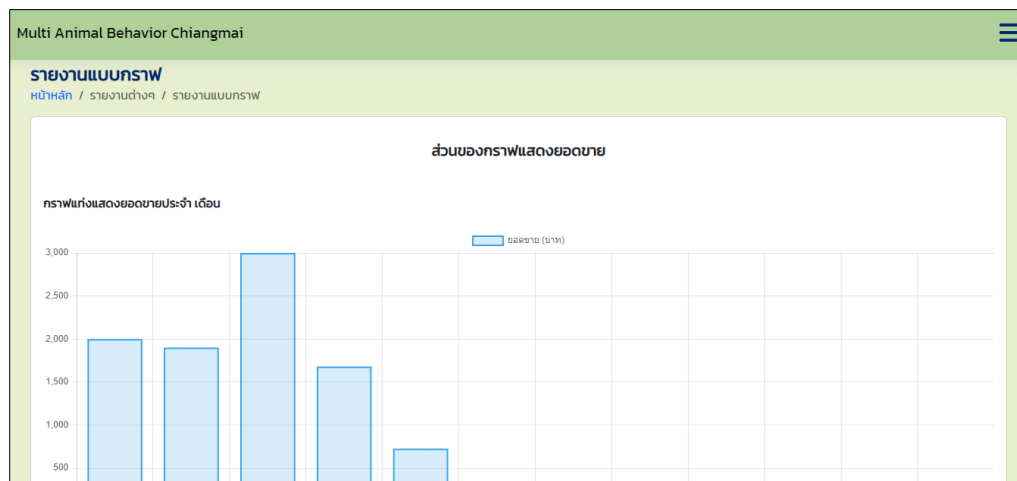 Multi Animal Behavior Chiangmai
รายงานแบบกราฟ
หน้าหลัก / รายงานต่างๆ / รายงานแบบกราฟ
ส่วนของกราฟแสดงยอดขาย
กราฟแท่งแสดงยอดขายประจำ เดือน
ยอดขาย (บาท)
3,000
2,500
2,000
1,500
1,000
500